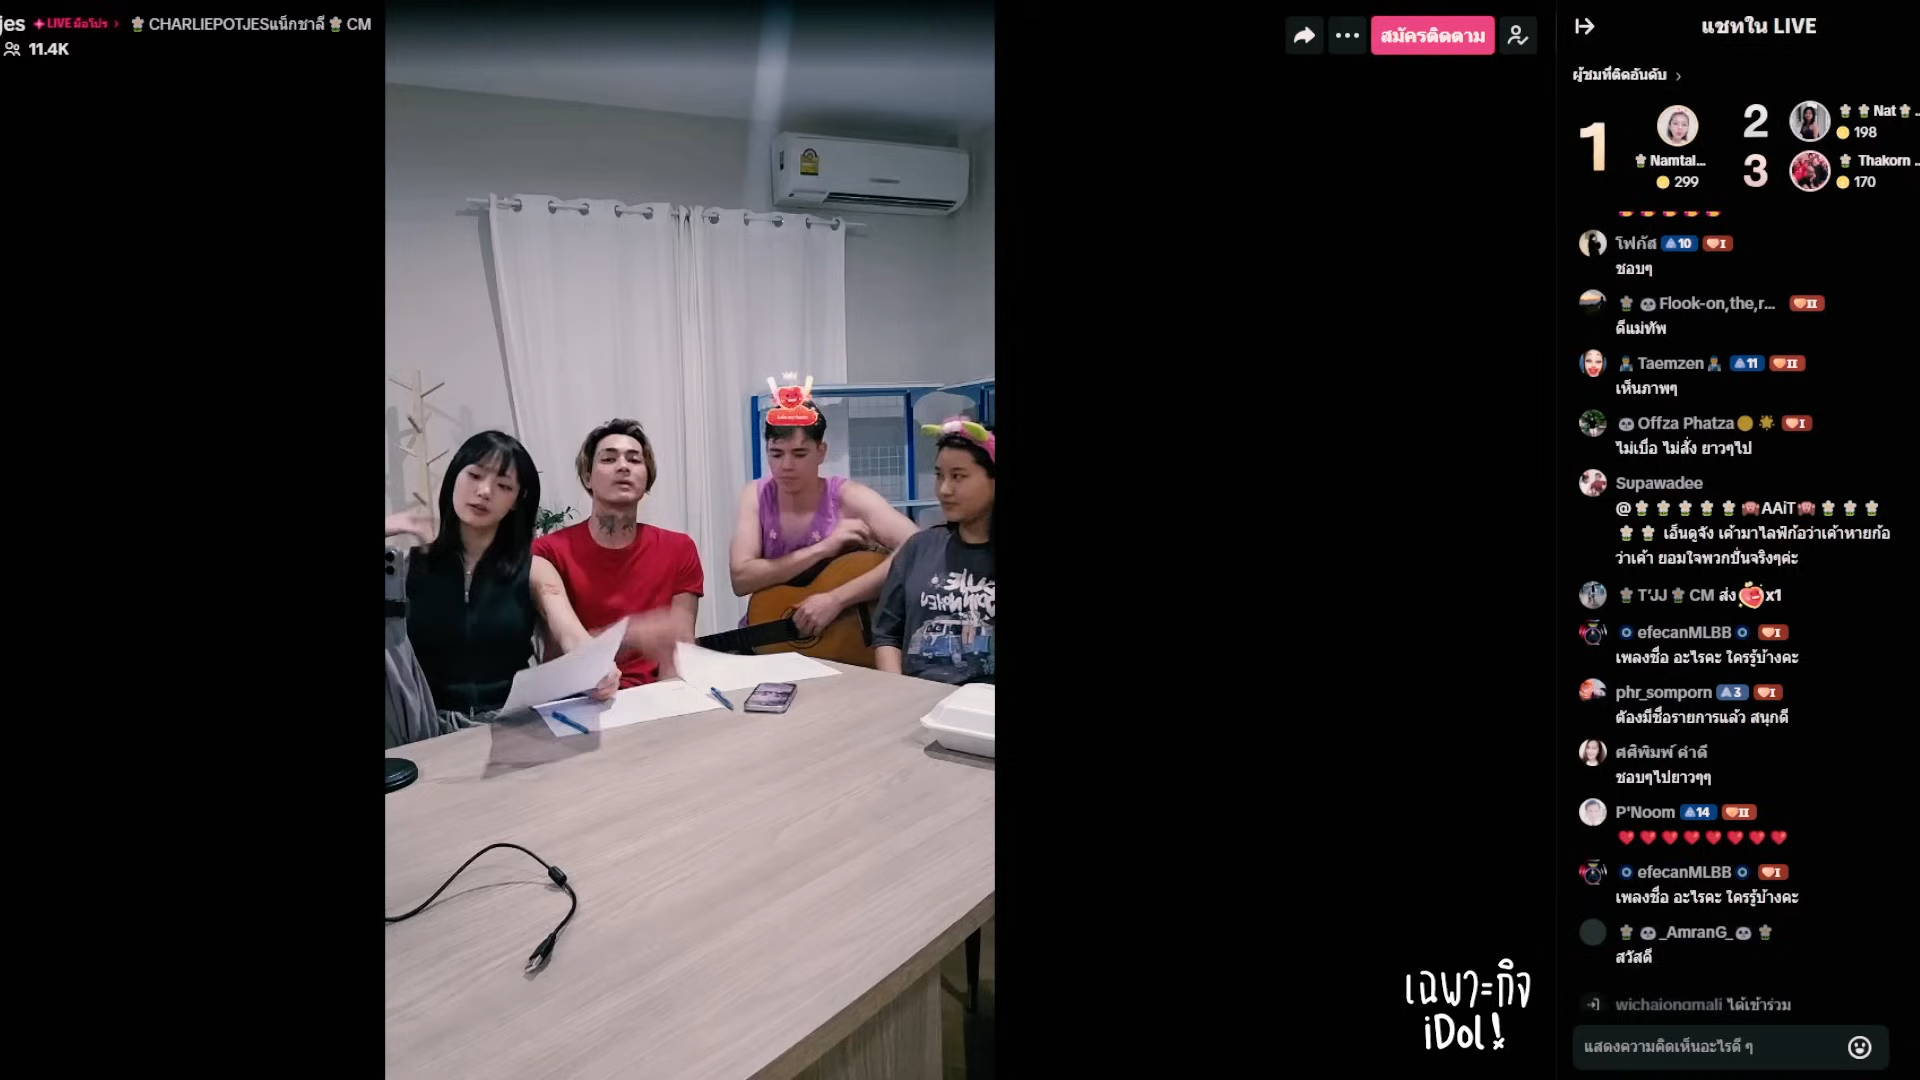 jes LIVE มือโปร › CHARLIEPOTJESแน็กชาลี CM
11.4K
สมัครติดตาม
แชทใน LIVE
ผู้ชมที่ติดอันดับ ›
1
Namtal...
299
2
Nat ..
198
3
Thakorn ..
170
โฟกัส 10 I
ชอบๆ
Flook-on,the,r... II
ดีแม่ทัพ
Taemzen 11 II
เห็นภาพๆ
Offza Phatza I
ไม่เบื่อ ไม่สั่ง ยาวๆไป
Supawadee
@ AAiT
เอ็นดูจัง เค้ามาไลฟ์ก้อว่าเค้าหายก้อ
ว่าเค้า ยอมใจพวกปั่นจริงๆค่ะ
T'JJ CM ส่ง x1
efecanMLBB I
เพลงชื่อ อะไรคะ ใครรู้บ้างคะ
phr_somporn 3 I
ต้องมีชื่อรายการแล้ว สนุกดี
ศศิพิมพ์ คำดี
ชอบๆไปยาวๆๆ
P'Noom 14 II
efecanMLBB I
เพลงชื่อ อะไรคะ ใครรู้บ้างคะ
_AmranG_
สวัสดี
wichaiongmali ได้เข้าร่วม
แสดงความคิดเห็นอะไรดี ๆ
เฉพาะกิจ
iDol!